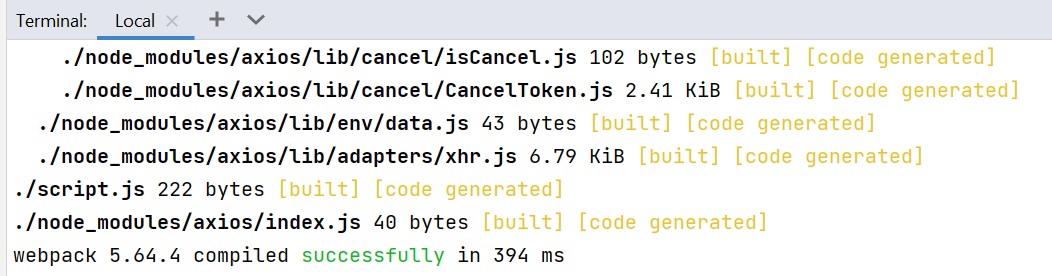 Terminal: Local
./node_modules/axios/lib/cancel/isCancel.js 102 bytes [built] [code generated]
./node_modules/axios/lib/cancel/CancelToken.js 2.41 KiB [built] [code generated]
./node_modules/axios/lib/env/data.js 43 bytes [built] [code generated]
./node_modules/axios/lib/adapters/xhr.js 6.79 KiB [built] [code generated]
./script.js 222 bytes [built] [code generated]
./node_modules/axios/index.js 40 bytes [built] [code generated]
webpack 5.64.4 compiled successfully in 394 ms